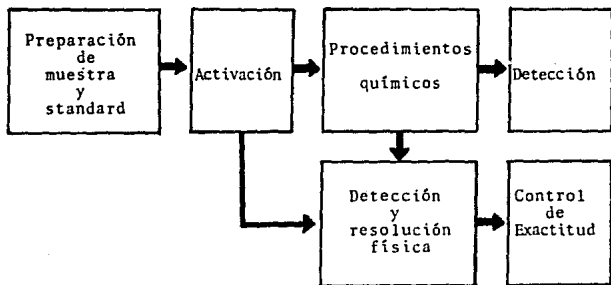 Preparación
de
muestra
y
standard
Activación
Procedimientos
químicos
Detección
Detección
y
resolución
física
Control
de
Exactitud